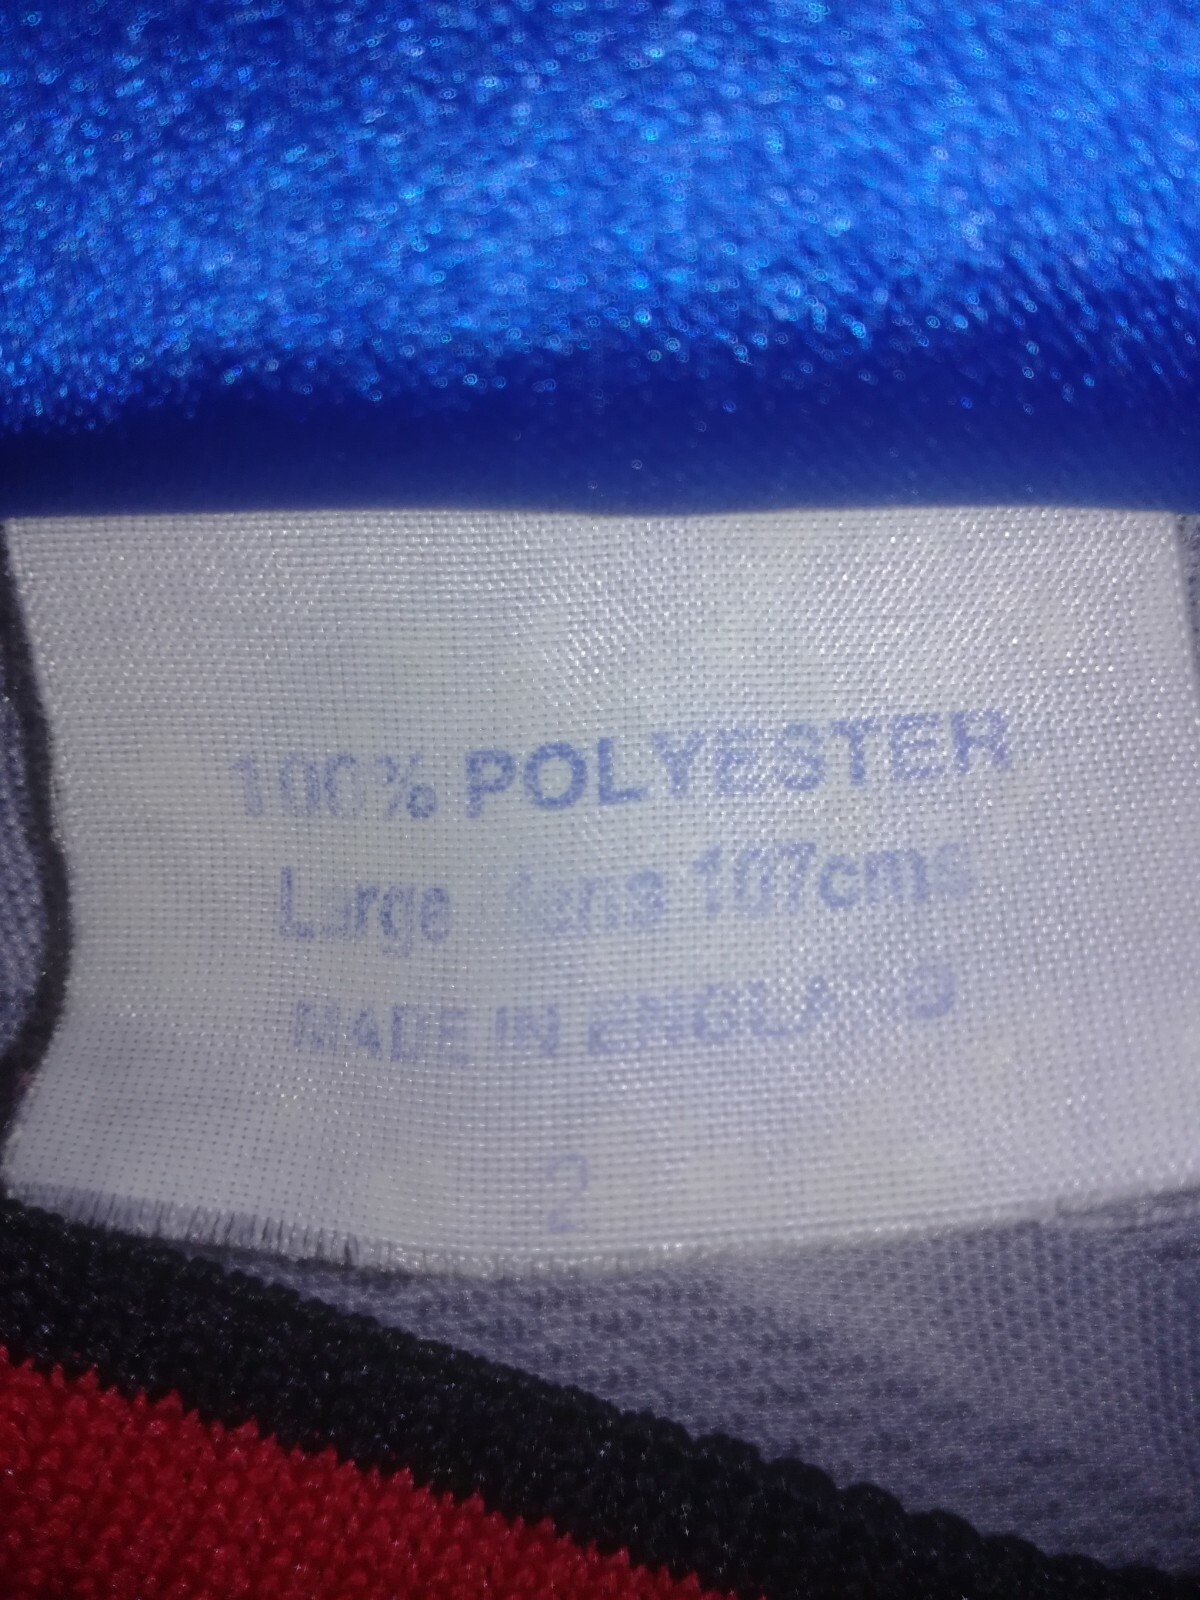 100% POLYESTER
Large Mens 107cms
MADE IN ENGLAND
2